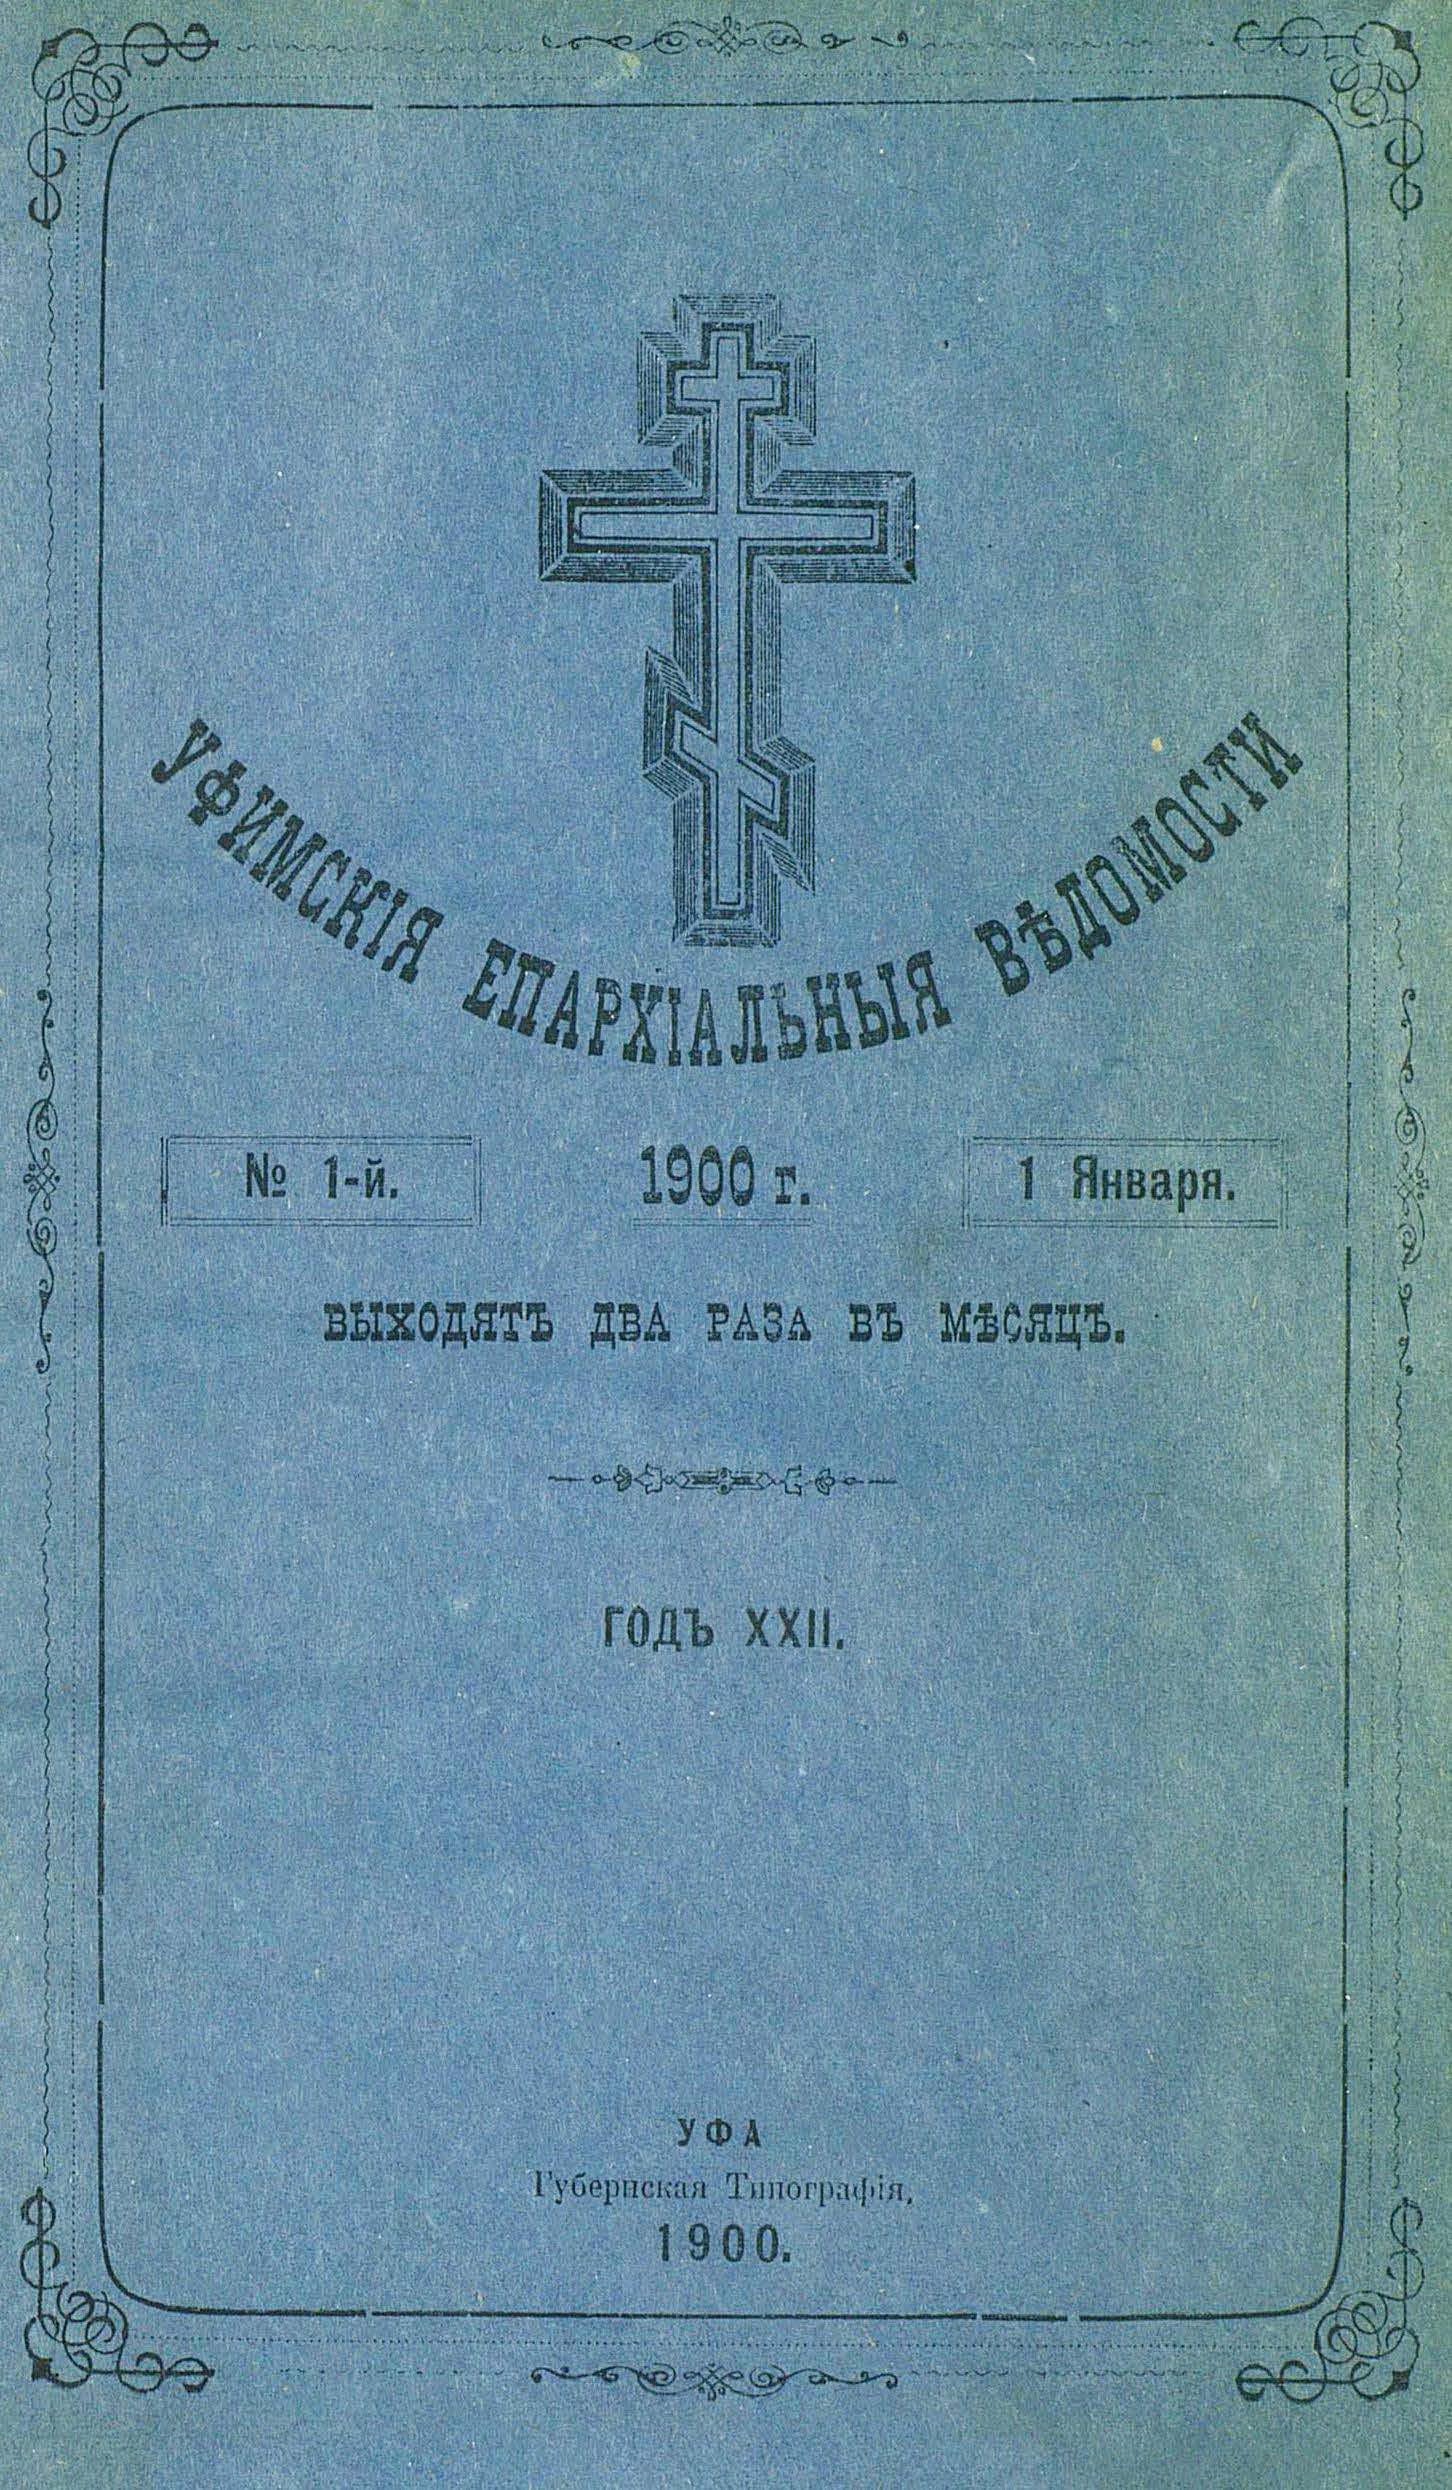 УФИМСКІЯ ЕПАРХІАЛЬНЫЯ ВѢДОМОСТИ
№ 1-й. 1900 г. 1 Января.
ВЫХОДЯТЪ ДВА РАЗА ВЪ МѢСЯЦЪ.
ГОДЪ XXII.
УФА
Губернская Типографія,
1900.